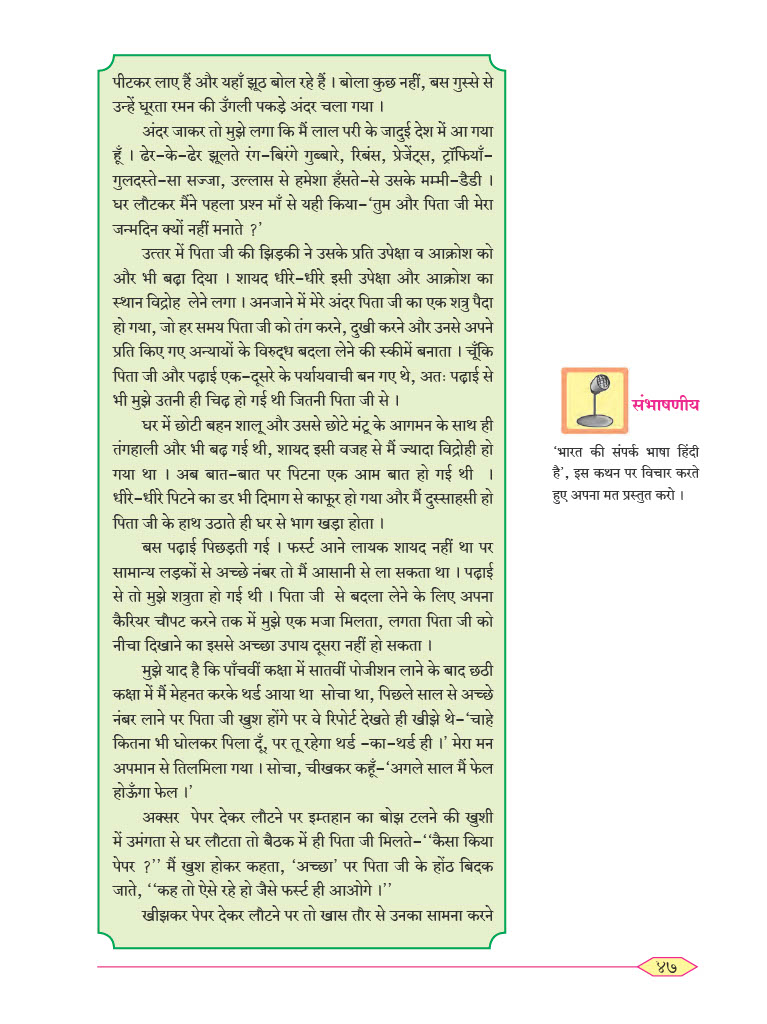 पीटकर लाए हैं और यहाँ झूठ बोल रहे हैं । बोला कुछ नहीं, बस गुस्से से
उन्हें घूरता रमन की उँगली पकड़े अंदर चला गया ।
अंदर जाकर तो मुझे लगा कि मैं लाल परी के जादुई देश में आ गया
हूँ । ढेर-के-ढेर झूलते रंग-बिरंगे गुब्बारे, रिबंस, प्रेजेंट्स, ट्रॉफियाँ-
गुलदस्ते-सा सज्जा, उल्लास से हमेशा हँसते-से उसके मम्मी-डैडी ।
घर लौटकर मैंने पहला प्रश्न माँ से यही किया-‘तुम और पिता जी मेरा
जन्मदिन क्यों नहीं मनाते ?’
उत्तर में पिता जी की झिड़की ने उसके प्रति उपेक्षा व आक्रोश को
और भी बढ़ा दिया । शायद धीरे-धीरे इसी उपेक्षा और आक्रोश का
स्थान विद्रोह लेने लगा । अनजाने में मेरे अंदर पिता जी का एक शत्रु पैदा
हो गया, जो हर समय पिता जी को तंग करने, दुखी करने और उनसे अपने
प्रति किए गए अन्यायों के विरुद्ध बदला लेने की स्कीमें बनाता । चूँकि
पिता जी और पढ़ाई एक-दूसरे के पर्यायवाची बन गए थे, अतः पढ़ाई से
भी मुझे उतनी ही चिढ़ हो गई थी जितनी पिता जी से ।
घर में छोटी बहन शालू और उससे छोटे मंटू के आगमन के साथ ही
तंगहाली और भी बढ़ गई थी, शायद इसी वजह से मैं ज्यादा विद्रोही हो
गया था । अब बात-बात पर पिटना एक आम बात हो गई थी ।
धीरे-धीरे पिटने का डर भी दिमाग से काफूर हो गया और मैं दुस्साहसी हो
पिता जी के हाथ उठाते ही घर से भाग खड़ा होता ।
बस पढ़ाई पिछड़ती गई । फर्स्ट आने लायक शायद नहीं था पर
सामान्य लड़कों से अच्छे नंबर तो मैं आसानी से ला सकता था । पढ़ाई
से तो मुझे शत्रुता हो गई थी । पिता जी से बदला लेने के लिए अपना
कैरियर चौपट करने तक में मुझे एक मजा मिलता, लगता पिता जी को
नीचा दिखाने का इससे अच्छा उपाय दूसरा नहीं हो सकता ।
मुझे याद है कि पाँचवीं कक्षा में सातवीं पोजीशन लाने के बाद छठी
कक्षा में मैं मेहनत करके थर्ड आया था सोचा था, पिछले साल से अच्छे
नंबर लाने पर पिता जी खुश होंगे पर वे रिपोर्ट देखते ही खीझे थे-‘चाहे
कितना भी घोलकर पिला दूँ, पर तू रहेगा थर्ड -का-थर्ड ही ।’ मेरा मन
अपमान से तिलमिला गया । सोचा, चीखकर कहूँ-‘अगले साल मैं फेल
होऊँगा फेल ।’
अक्सर पेपर देकर लौटने पर इम्तहान का बोझ टलने की खुशी
में उमंगता से घर लौटता तो बैठक में ही पिता जी मिलते-‘‘कैसा किया
पेपर ?’’ मैं खुश होकर कहता, ‘अच्छा’ पर पिता जी के होंठ बिदक
जाते, ‘‘कह तो ऐसे रहे हो जैसे फर्स्ट ही आओगे ।’’
खीझकर पेपर देकर लौटने पर तो खास तौर से उनका सामना करने
संभाषणीय
‘भारत की संपर्क भाषा हिंदी
है’, इस कथन पर विचार करते
हुए अपना मत प्रस्तुत करो ।
४७